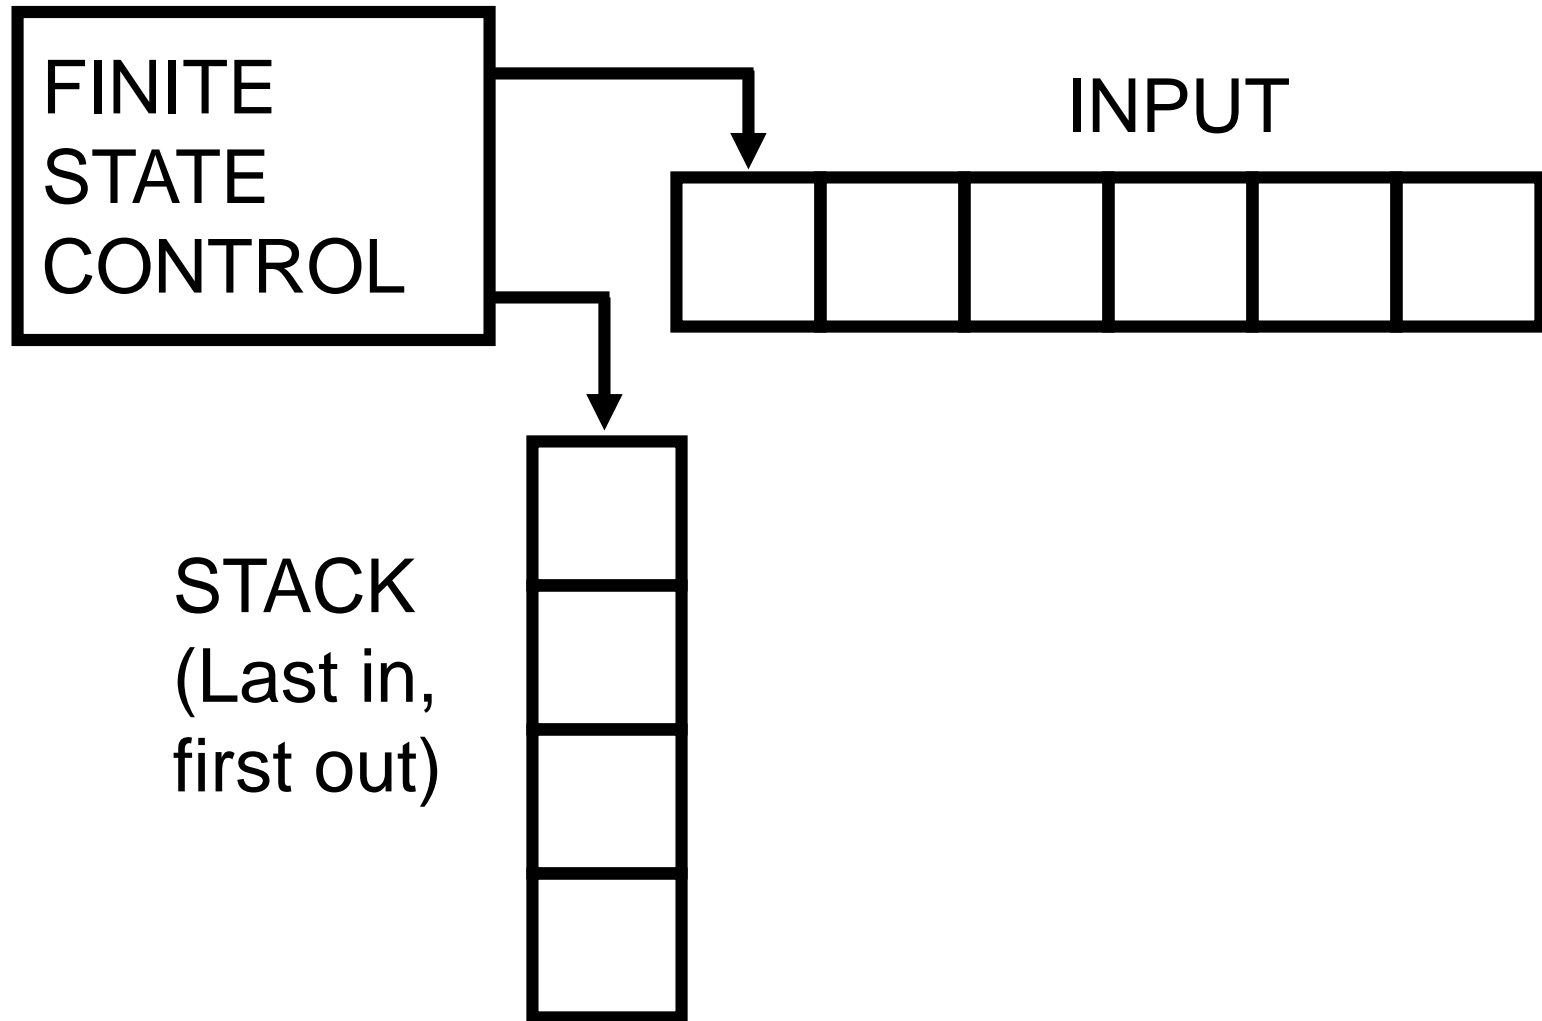 FINITE
STATE
CONTROL
INPUT
STACK
(Last in,
first out)